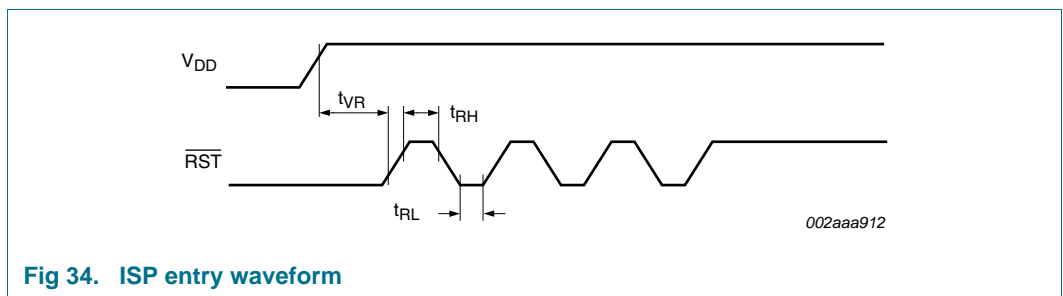 VDD
tVR
tRH
RST
tRL
002aaa912
Fig 34. ISP entry waveform